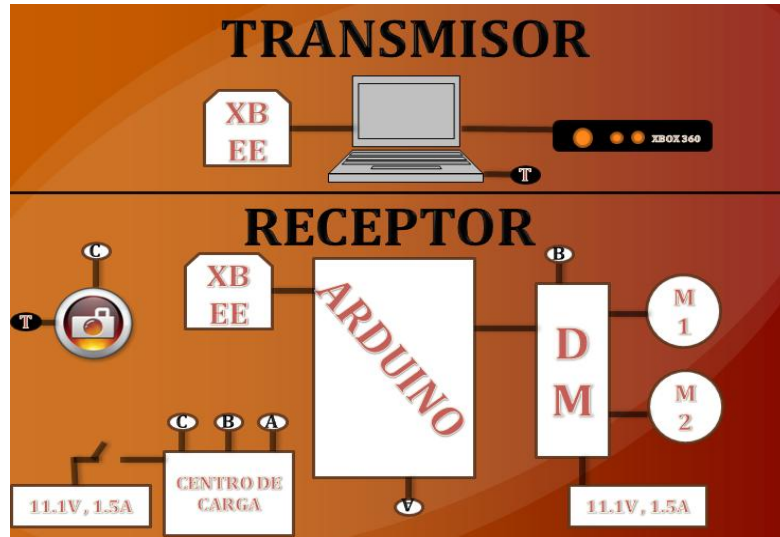 TRANSMISOR
XB
EE
XBOX 360
T
RECEPTOR
C
B
XB
EE
ARDUINO
D
M
M
1
T
M
2
C
B
A
CENTRO DE
CARGA
11.1V, 1.5A
A
11.1V, 1.5A